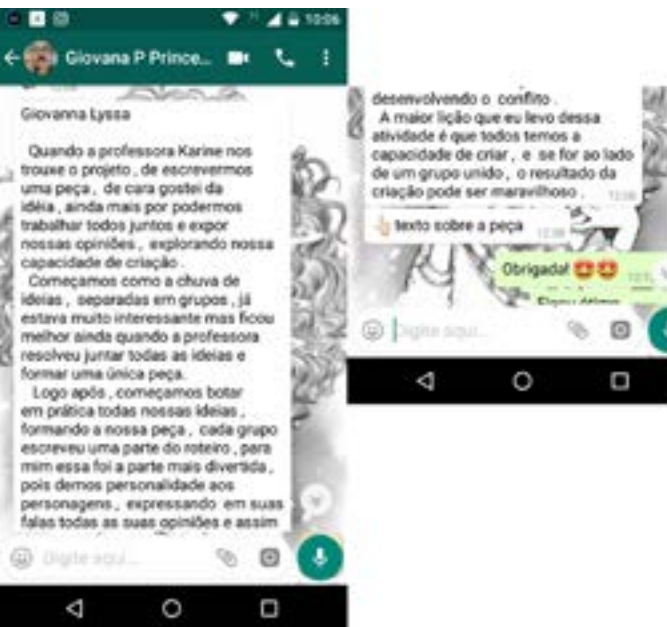 10:06
Giovana P Prince...
Giovanna Lyssa
Quando a professora Karine nos
trouxe o projeto , de escrevermos
uma peça , de cara gostei da
idéia , ainda mais por podermos
trabalhar todos juntos e expor
nossas opiniões , explorando nossa
capacidade de criação .
Começamos como a chuva de
ideias , separadas em grupos , já
estava muito interessante mas ficou
melhor ainda quando a professora
resolveu juntar todas as ideias e
formar uma única peça.
Logo após , começamos botar
em prática todas nossas ideias ,
formando a nossa peça , cada grupo
escreveu uma parte do roteiro , para
mim essa foi a parte mais divertida ,
pois demos personalidade aos
personagens , expressando em suas
falas todas as suas opiniões e assim
Digite aqui...
desenvolvendo o conflito .
A maior lição que eu levo dessa
atividade é que todos temos a
capacidade de criar , e se for ao lado
de um grupo unido , o resultado da
criação pode ser maravilhoso .
👆 texto sobre a peça
Obrigada! 🤩🤩
Digite aqui...